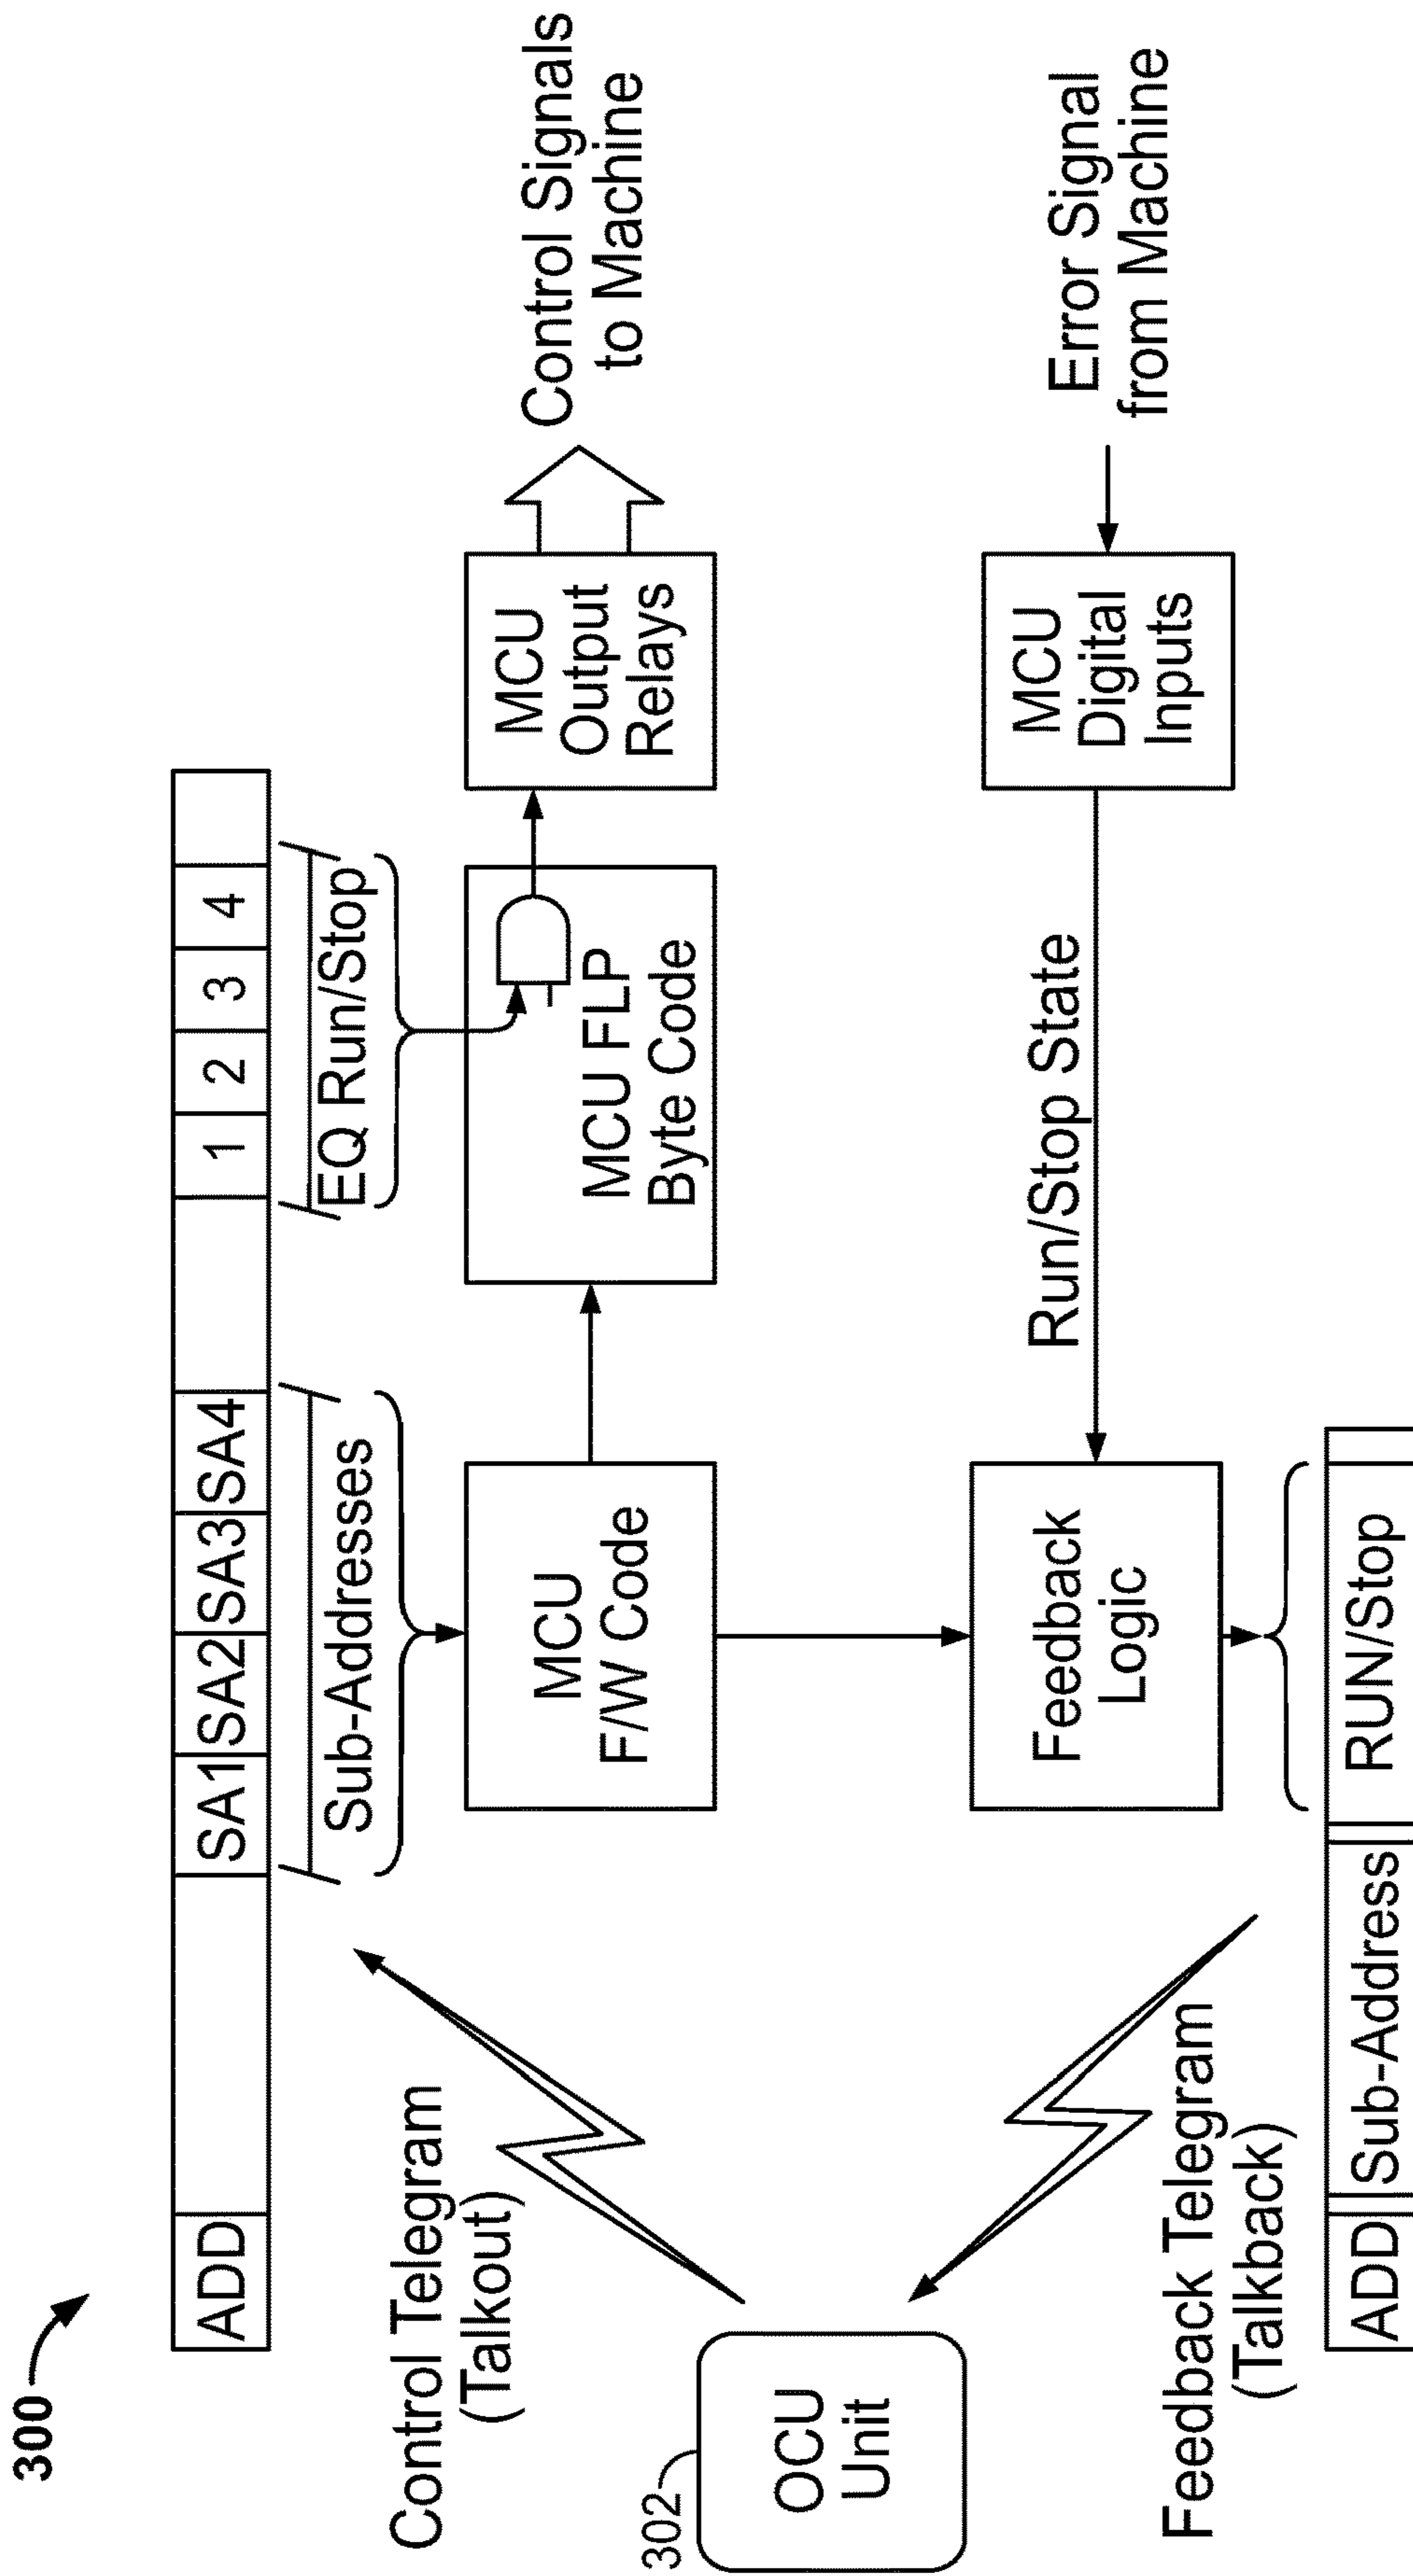 300
ADD
SA1
SA2
SA3
SA4
1
2
3
4
Sub-Addresses
EQ Run/Stop
Control Telegram
(Talkout)
MCU
F/W Code
MCU FLP
Byte Code
MCU
Output
Relays
Control Signals
to Machine
302
OCU
Unit
Run/Stop State
Feedback
Logic
MCU
Digital
Inputs
Error Signal
from Machine
Feedback Telegram
(Talkback)
ADD
Sub-Address
RUN/Stop